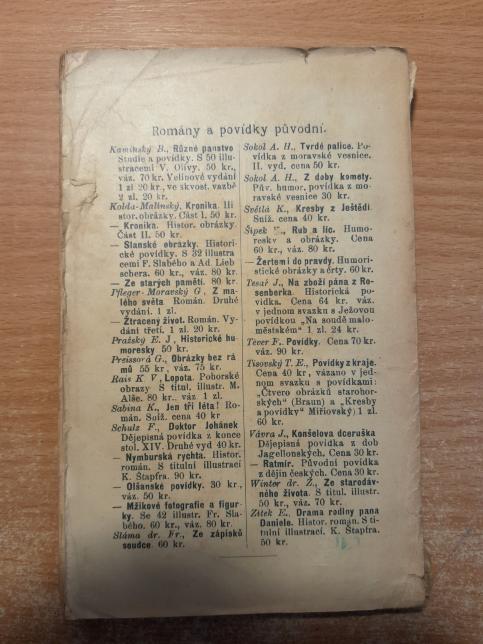 Romány a povídky původní.
Kamínský B., Různé panstvo
Studie a povídky. S 50 illu-
stracemi V. Olivy. 50 kr.,
váz. 70 kr. Velínové vydání
1 zl 20 kr., ve skvost. vazbě
2 zl. 20 kr.
Kolda-Malínský, Kronika. Hi
stor. obrázky. Část I. 50 kr.
— Kronika. Histor. obrázky.
Část II. 50 kr.
— Slanské obrázky. Histori-
cké povídky. S 32 illustra
cemi F. Slabého a Ad. Lieb
schera. 60 kr., váz. 80 kr.
— Ze starých pamětí. 80 kr.
Pfleger-Moravský G., Z ma-
lého světa Román. Druhé
vydání. 1 zl.
— Ztracený život. Román. Vy-
dání třetí. 1 zl. 20 kr.
Pražský E. J., Historické hu
moresky 50 kr.
Preissová G., Obrázky bez rá
mů 55 kr., váz. 75 kr.
Rais K V., Lopota. Pohorské
obrazy S titul. illustr. M.
Alše. 80 kr., váz. 1 zl.
Sabina K., Jen tři léta! Ro-
mán. Sníž. cena 40 kr
Schulz F., Doktor Johánek
Dějepisná povídka z konce
stol. XIV. Druhé vyd 40 kr.
— Nymburská rychta. Histor.
román. S titulní illustrací
K. Štapfra. 90 kr.
— Olšanské povídky. 30 kr.,
váz. 50 kr.
— Mžikové fotografie a figur-
ky. Se 42 illustr. Fr. Sla-
bého. 60 kr., váz. 80 kr.
Sláma dr. Fr., Ze zápisků
soudce 60 kr.
Sokol A. H., Tvrdé palice. Po-
vídka z moravské vesnice.
II. vyd. cena 50 kr.
Sokol A. H., Z doby komety.
Pův. humor. povídka z mo-
ravské vesnice 30 kr.
Světlá K., Kresby z Ještědí.
Sníž. cena 40 kr.
Šípek K., Rub a líc. Humo-
resky a obrázky. Cena
60 kr., váz. 80 kr.
— Žertem i do pravdy. Humori-
stické obrázky a črty. 60 kr.
Tesař J., Na zboží pána z Ro-
senberka. Historická po-
vídka. Cena 64 kr. váz.
v jednom svazku s Ježovou
povídkou „Na soudě malo-
městském“ 1 zl. 24 kr.
Tever F., Povídky. Cena 70 kr.
váz. 90 kr.
Tisovský T. E., Povídky z kraje.
Cena 40 kr., vázano v jed-
nom svazku s povídkami:
„Čtvero obrázků starohor-
ských“ (Braun) a „Kresby
a povídky“ Miřiovský) 1 zl.
60 kr.
Vávra J., Konšelova dceruška
Dějepisná povídka z dob
Jagellonských. Cena 30 kr.
— Ratmír. Původní povídka
z dějin českých. Cena 30 kr.
Winter dr. Z., Ze starodáv-
ného života. S titul. illustr.
50 kr., váz. 70 kr.
Zítek E., Drama rodiny pana
Daniele. Histor. román. S ti-
tulní illustrací. K. Štapfra.
50 kr.